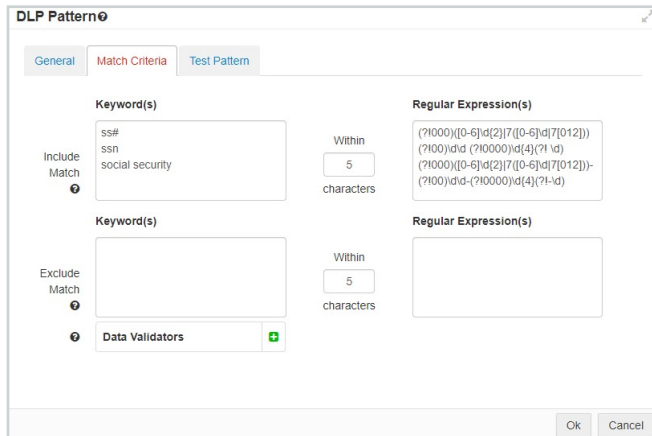 DLP Pattern
General
Match Criteria
Test Pattern
Keyword(s)
Regular Expression(s)
Include
Match
ss#
ssn
social security
Within
5
characters
(?!000)([0-6]\d{2}|7([0-6]\d|7[012]))
(?!00)\d\d (?!0000)\d{4}(?! \d)
(?!000)([0-6]\d{2}|7([0-6]\d|7[012]))-
(?!00)\d\d-(?!0000)\d{4}(?!-\d)
Keyword(s)
Regular Expression(s)
Exclude
Match
Within
5
characters
Data Validators
Ok
Cancel